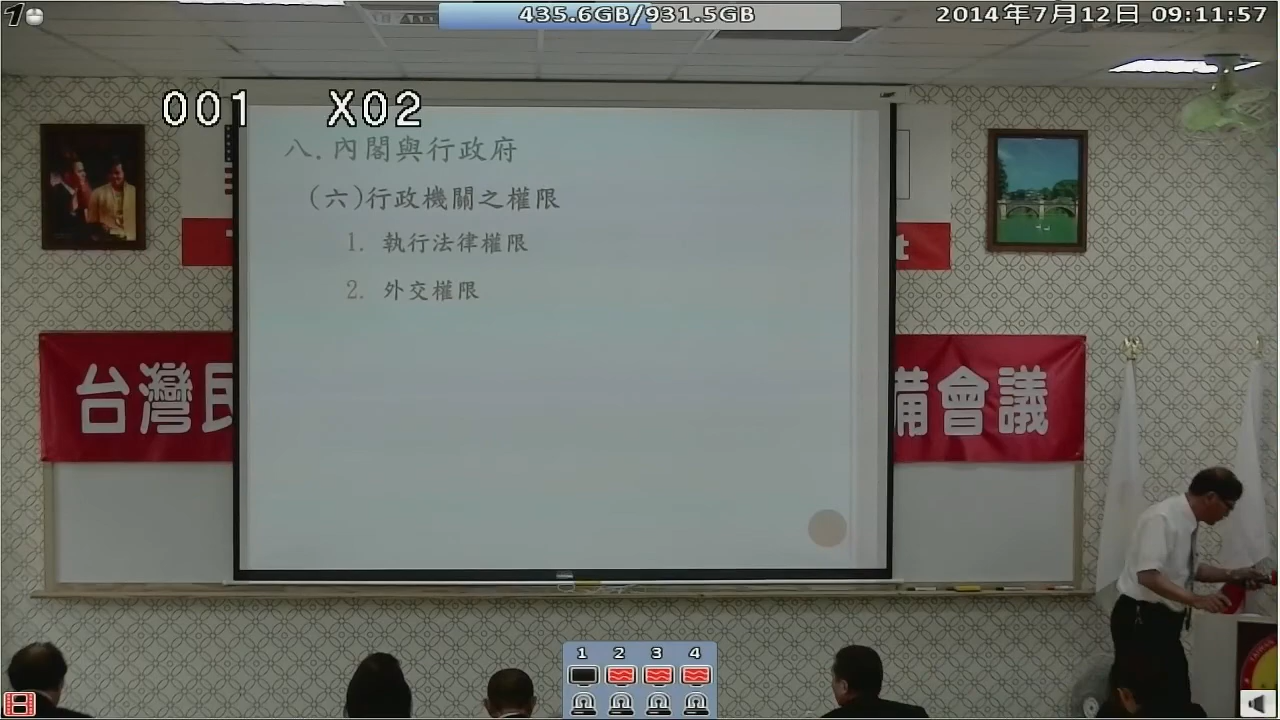 1
435.6GB/931.5GB
2014年7月12日 09:11:57
001 X02
八.內閣與行政府
(六)行政機關之權限
1. 執行法律權限
2. 外交權限
t
台灣民
備會議
1 2 3 4